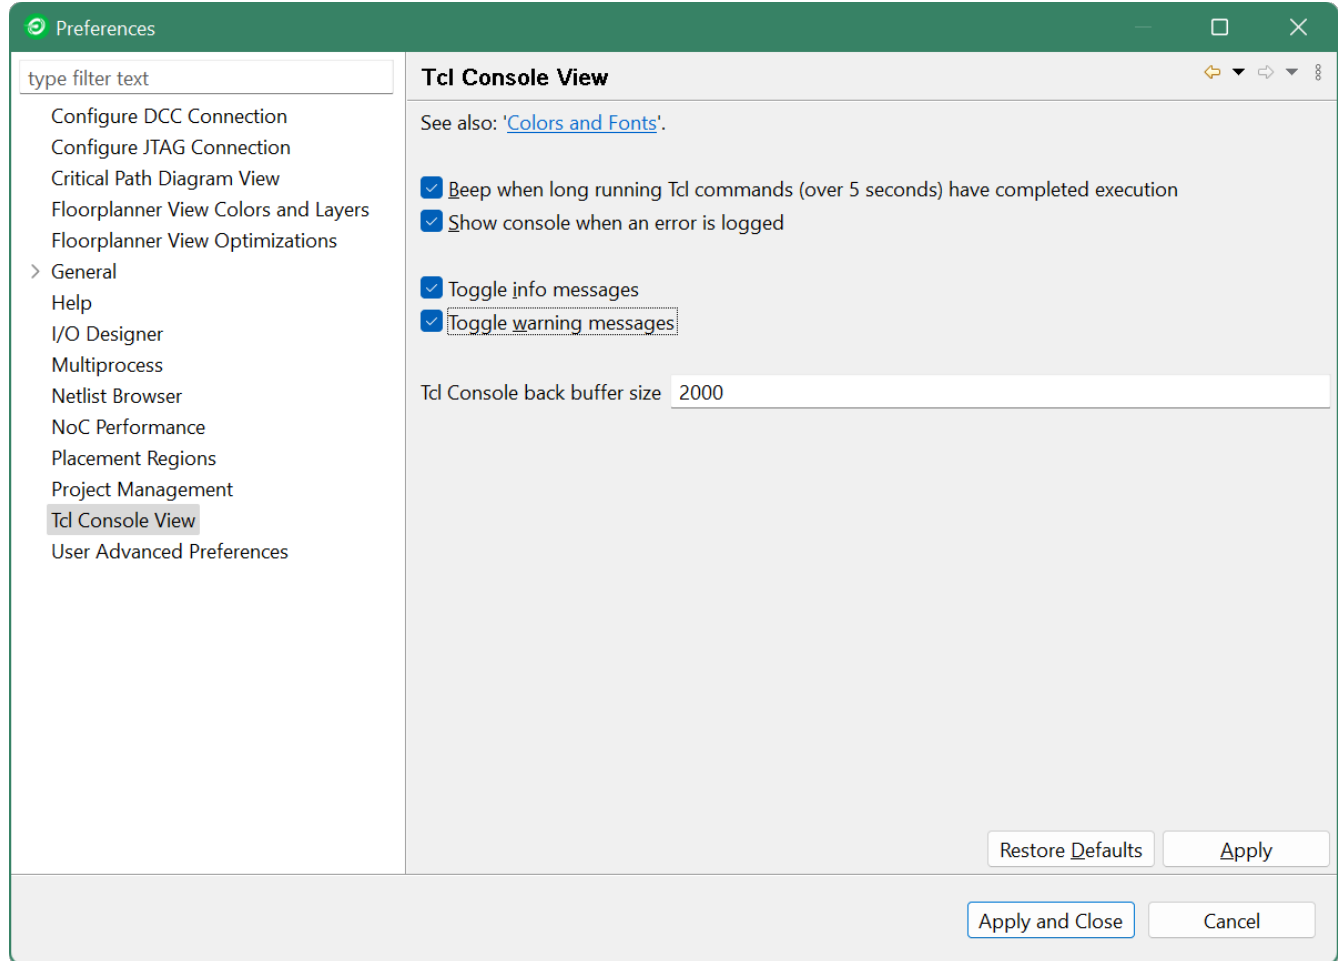 Preferences
type filter text
Configure DCC Connection
Configure JTAG Connection
Critical Path Diagram View
Floorplanner View Colors and Layers
Floorplanner View Optimizations
General
Help
I/O Designer
Multiprocess
Netlist Browser
NoC Performance
Placement Regions
Project Management
Tcl Console View
User Advanced Preferences
Tcl Console View
See also: 'Colors and Fonts'.
Beep when long running Tcl commands (over 5 seconds) have completed execution
Show console when an error is logged
Toggle info messages
Toggle warning messages
Tcl Console back buffer size 2000
Restore Defaults Apply
Apply and Close Cancel